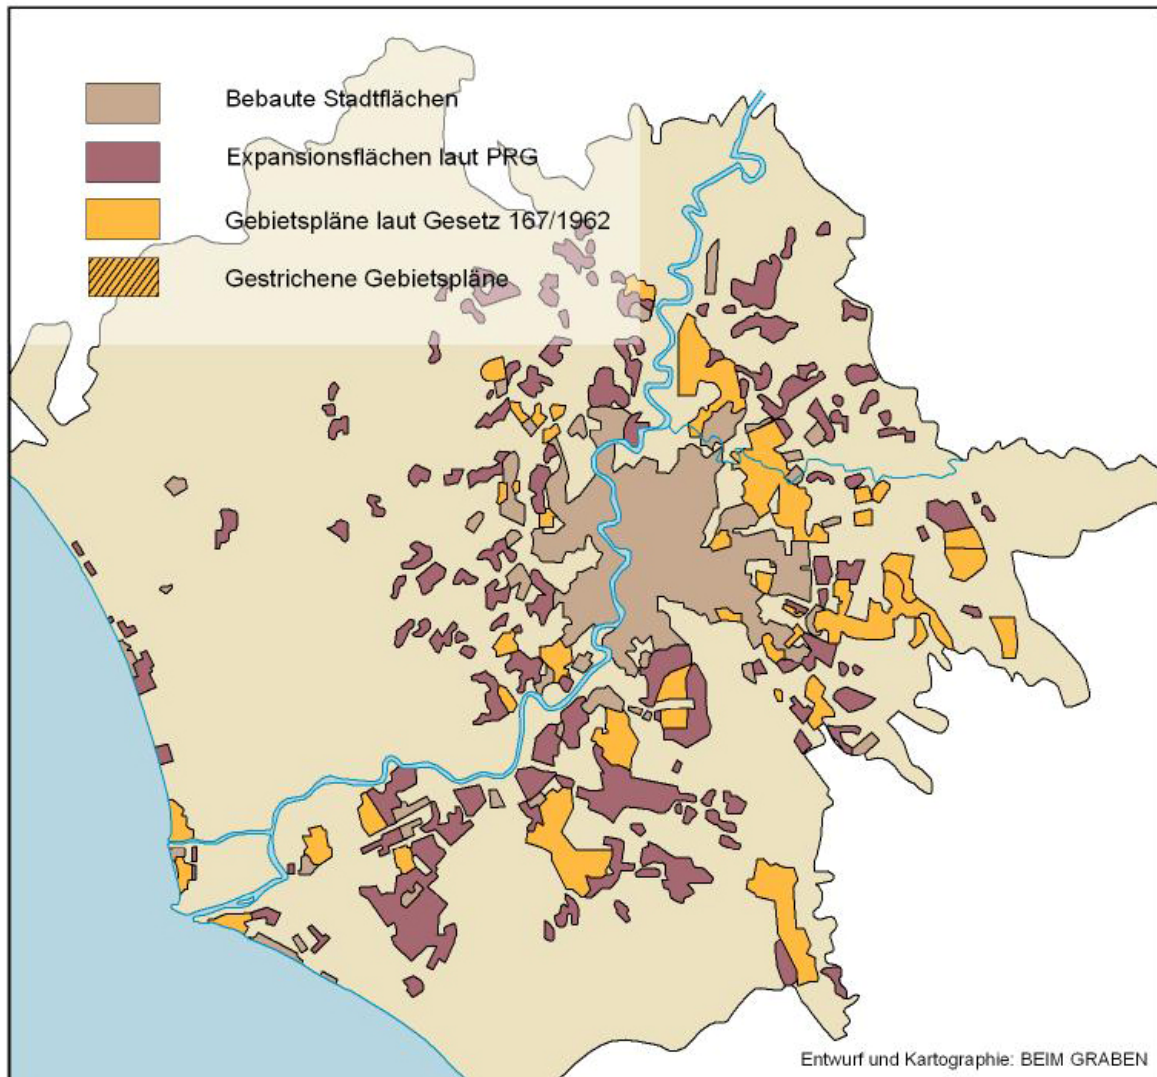 Bebaute Stadtflächen
Expansionsflächen laut PRG
Gebietspläne laut Gesetz 167/1962
Gestrichene Gebietspläne
Entwurf und Kartographie: BEIM GRABEN